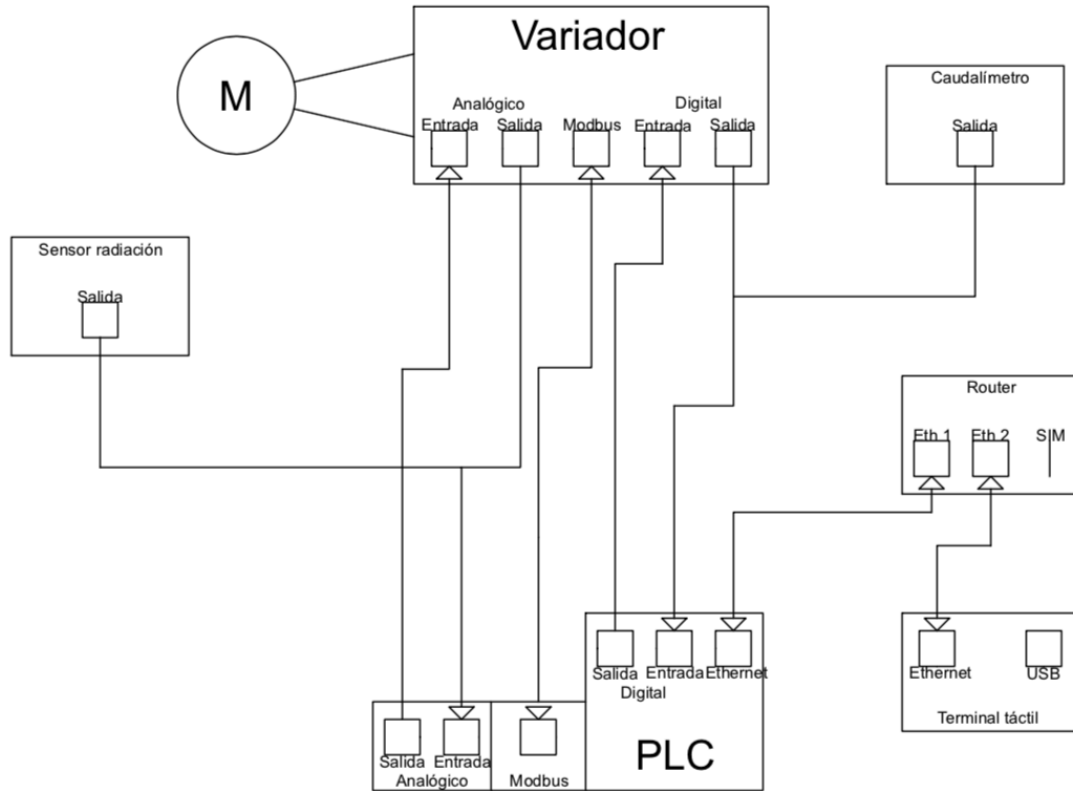 Variador
M
Analógico
Digital
Entrada
Salida
Modbus
Entrada
Salida
Caudalímetro
Salida
Sensor radiación
Salida
Router
Eth 1
Eth 2
SIM
Salida
Entrada
Ethernet
Digital
PLC
Ethernet
USB
Terminal táctil
Salida
Entrada
Analógico
Modbus